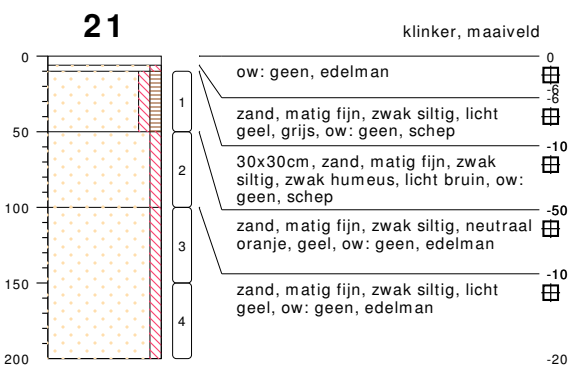 21
klinker, maaiveld
0
0
ow: geen, edelman
-6
-6
zand, matig fijn, zwak siltig, licht
geel, grijs, ow: geen, schep
1
50
-10
30x30cm, zand, matig fijn, zwak
siltig, zwak humeus, licht bruin, ow:
geen, schep
2
100
-50
zand, matig fijn, zwak siltig, neutraal
oranje, geel, ow: geen, edelman
3
150
-10
zand, matig fijn, zwak siltig, licht
geel, ow: geen, edelman
4
200
-20